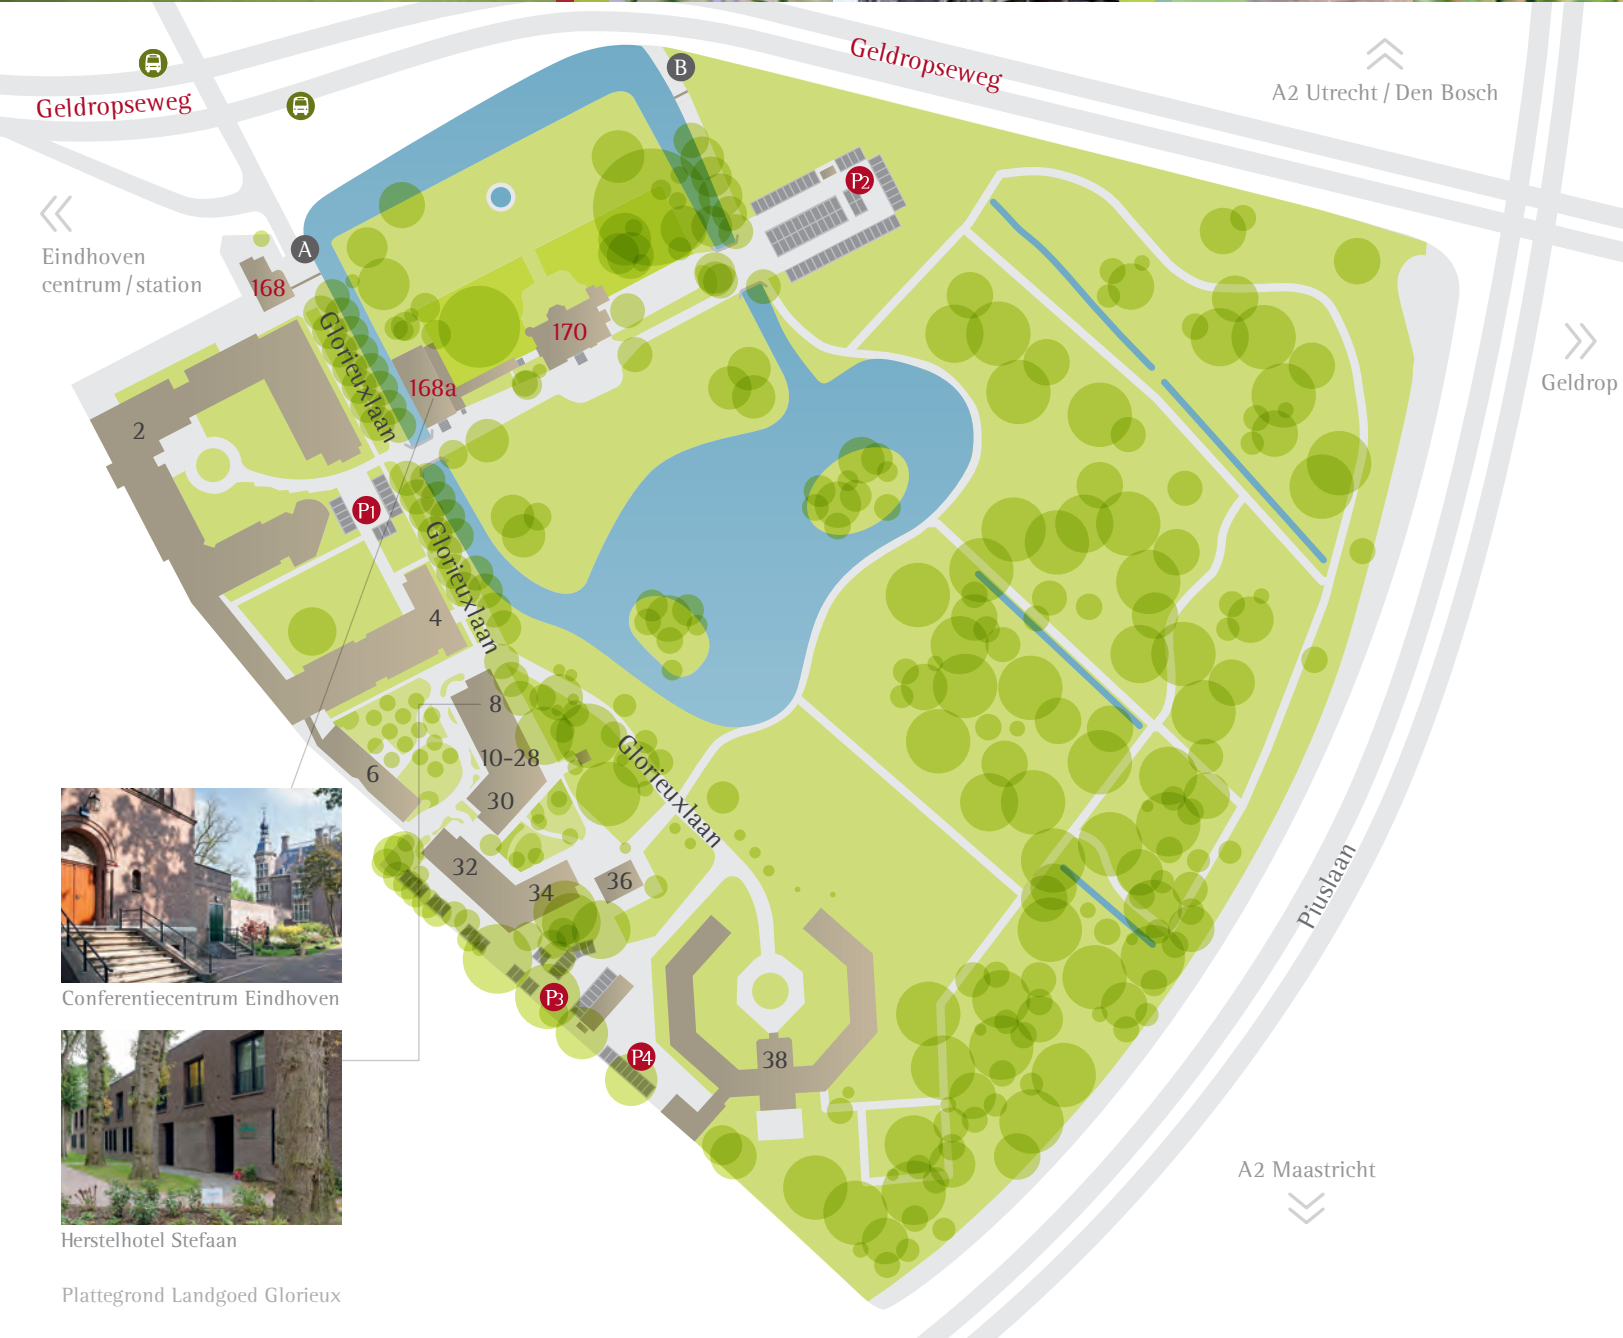 Geldropseweg
B
Geldropseweg
A2 Utrecht / Den Bosch
A
P2
Eindhoven
centrum / station
168
170
Glorieuxlaan
168a
Geldrop
2
P1
Glorieuxlaan
4
8
10-28
6
30
Glorieuxlaan
32
34
36
Piuslaan
P3
P4
38
Conferentiecentrum Eindhoven
A2 Maastricht
Herstelhotel Stefaan
Plattegrond Landgoed Glorieux